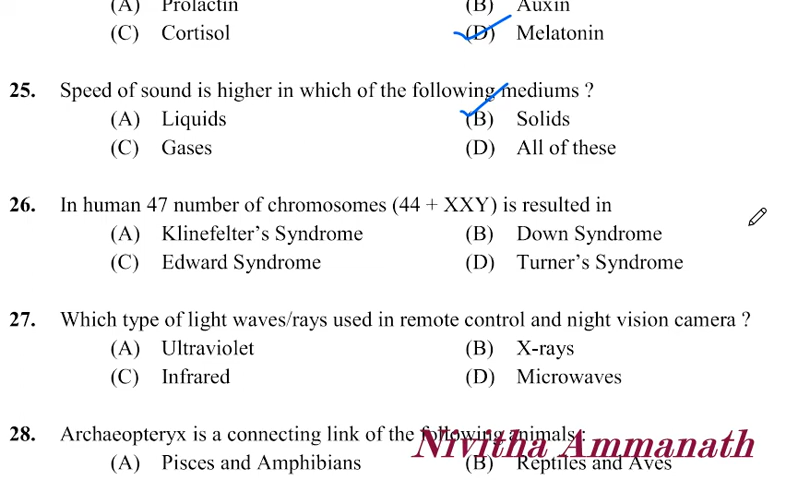 (A) Prolactin (B) Auxin
(C) Cortisol (D) Melatonin
25. Speed of sound is higher in which of the following mediums ?
(A) Liquids (B) Solids
(C) Gases (D) All of these
26. In human 47 number of chromosomes (44 + XXY) is resulted in
(A) Klinefelter's Syndrome (B) Down Syndrome
(C) Edward Syndrome (D) Turner's Syndrome
27. Which type of light waves/rays used in remote control and night vision camera ?
(A) Ultraviolet (B) X-rays
(C) Infrared (D) Microwaves
28. Archaeopteryx is a connecting link of the following animals :
Nivitha Ammanath
(A) Pisces and Amphibians (B) Reptiles and Aves